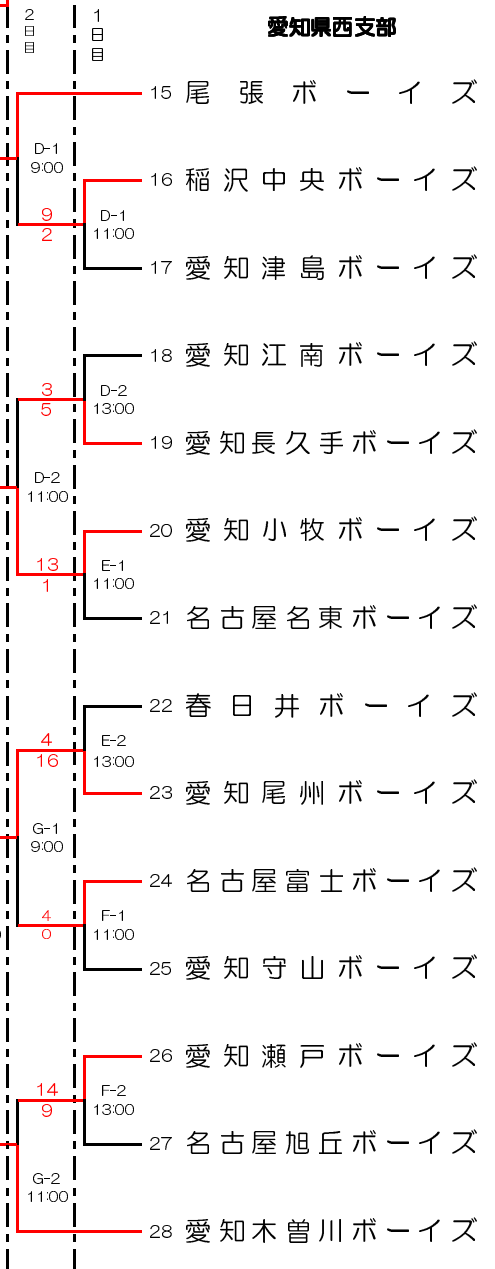 2日目
1日目
愛知県西支部
15 尾張ボーイズ
D-1
9:00
16 稲沢中央ボーイズ
9
2
D-1
11:00
17 愛知津島ボーイズ
18 愛知江南ボーイズ
3
5
D-2
13:00
19 愛知長久手ボーイズ
D-2
11:00
20 愛知小牧ボーイズ
13
1
E-1
11:00
21 名古屋名東ボーイズ
22 春日井ボーイズ
4
16
E-2
13:00
23 愛知尾州ボーイズ
G-1
9:00
24 名古屋富士ボーイズ
4
0
F-1
11:00
25 愛知守山ボーイズ
26 愛知瀬戸ボーイズ
14
9
F-2
13:00
27 名古屋旭丘ボーイズ
G-2
11:00
28 愛知木曽川ボーイズ